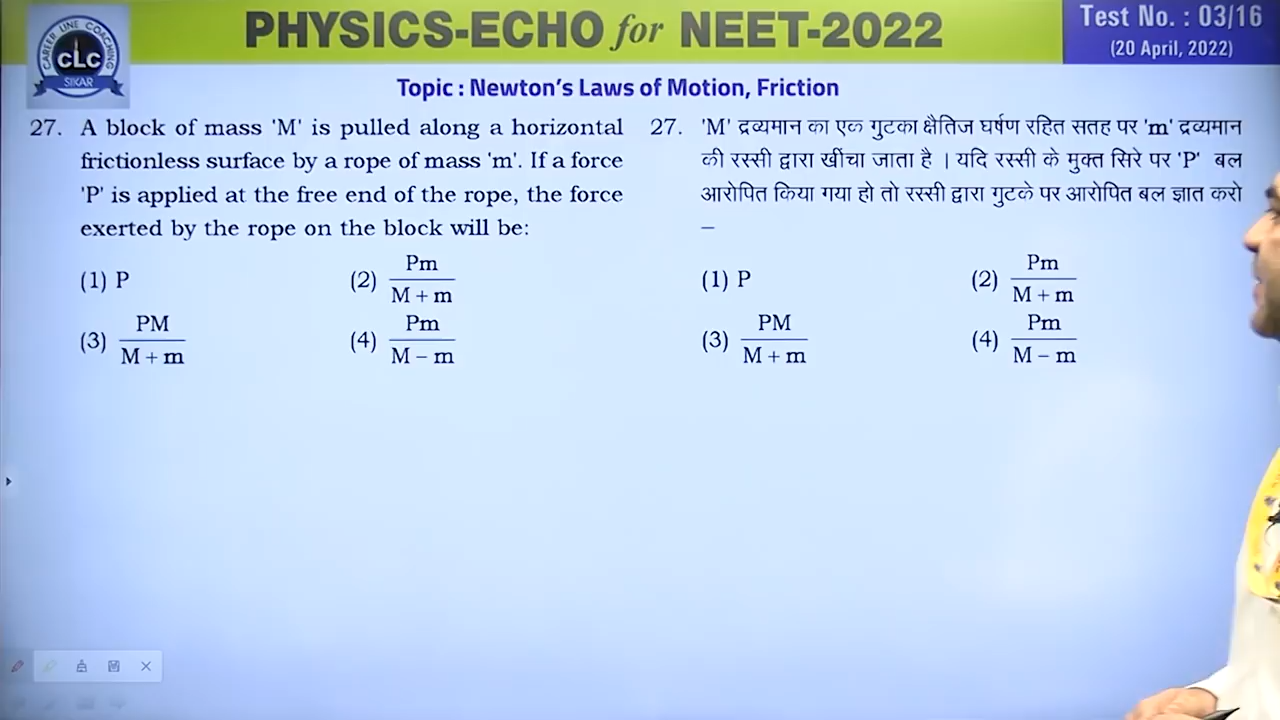 CAREER LINE COACHING
CLC
SIKAR
PHYSICS-ECHO for NEET-2022
Test No. : 03/16
(20 April, 2022)
Topic : Newton's Laws of Motion, Friction
27. A block of mass 'M' is pulled along a horizontal
frictionless surface by a rope of mass 'm'. If a force
'P' is applied at the free end of the rope, the force
exerted by the rope on the block will be:
(1) P
(2) Pm / M + m
(3) PM / M + m
(4) Pm / M – m
27. 'M' द्रव्यमान का एक गुटका क्षैतिज घर्षण रहित सतह पर 'm' द्रव्यमान
की रस्सी द्वारा खींचा जाता है । यदि रस्सी के मुक्त सिरे पर 'P' बल
आरोपित किया गया हो तो रस्सी द्वारा गुटके पर आरोपित बल ज्ञात करो
–
(1) P
(2) Pm / M + m
(3) PM / M + m
(4) Pm / M – m